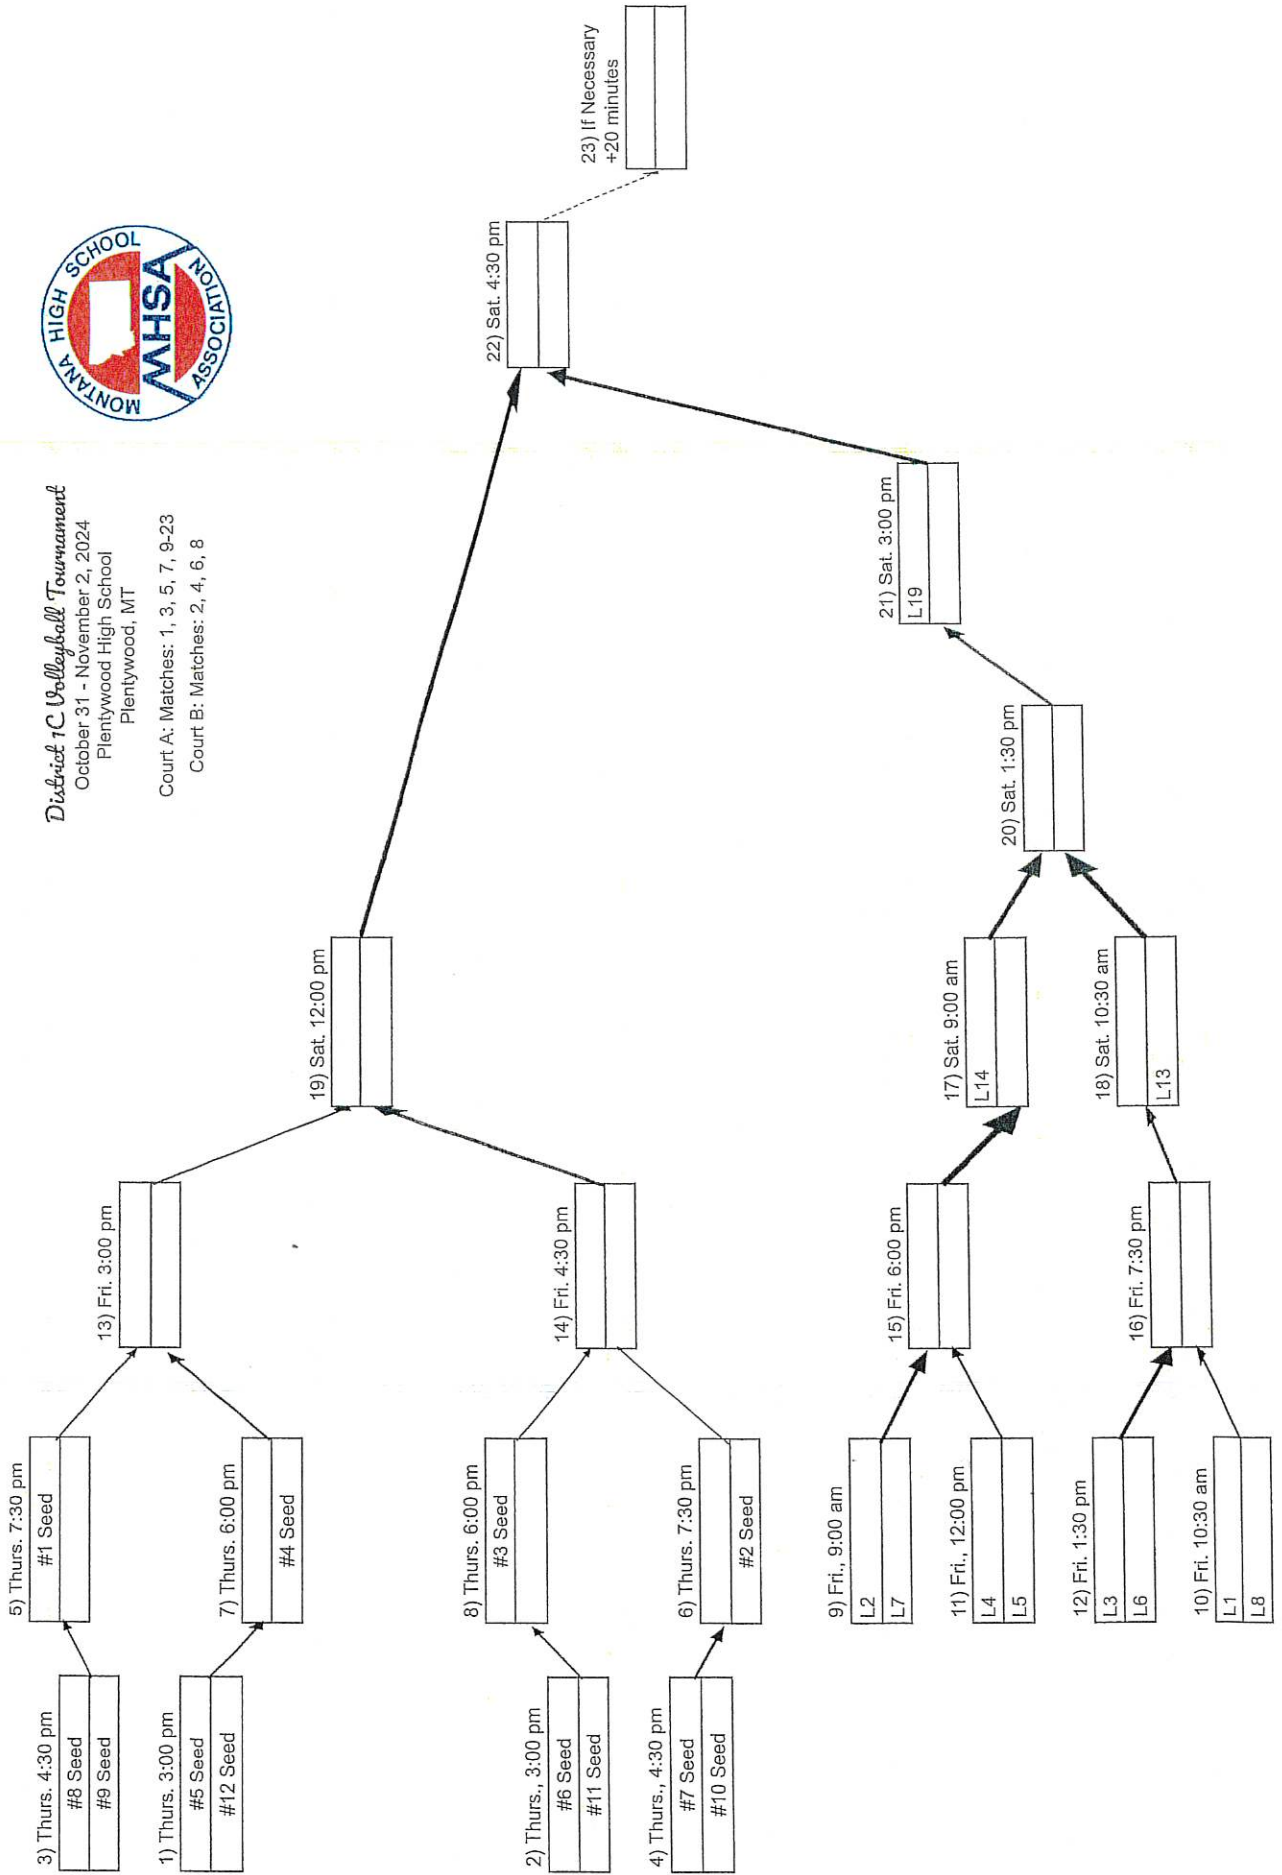 District 1C Volleyball Tournament
October 31 - November 2, 2024
Plentywood High School
Plentywood, MT
Court A: Matches: 1, 3, 5, 7, 9-23
Court B: Matches: 2, 4, 6, 8
MONTANA HIGH SCHOOL
MHSA
ASSOCIATION
3) Thurs. 4:30 pm
#8 Seed
#9 Seed
1) Thurs. 3:00 pm
#5 Seed
#12 Seed
2) Thurs., 3:00 pm
#6 Seed
#11 Seed
4) Thurs., 4:30 pm
#7 Seed
#10 Seed
5) Thurs. 7:30 pm
#1 Seed
7) Thurs. 6:00 pm
#4 Seed
8) Thurs. 6:00 pm
#3 Seed
6) Thurs. 7:30 pm
#2 Seed
9) Fri., 9:00 am
L2
L7
11) Fri., 12:00 pm
L4
L5
12) Fri. 1:30 pm
L3
L6
10) Fri. 10:30 am
L1
L8
13) Fri. 3:00 pm
14) Fri. 4:30 pm
15) Fri. 6:00 pm
16) Fri. 7:30 pm
19) Sat. 12:00 pm
17) Sat. 9:00 am
L14
18) Sat. 10:30 am
L13
20) Sat. 1:30 pm
21) Sat. 3:00 pm
L19
22) Sat. 4:30 pm
23) If Necessary
+20 minutes